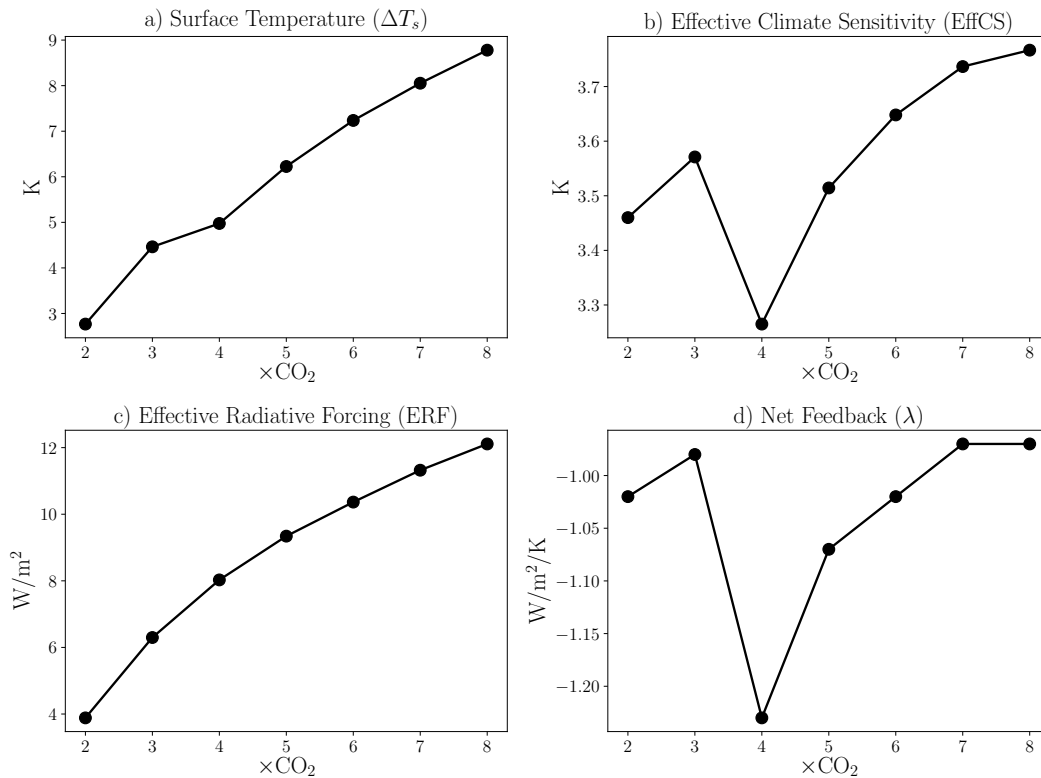 a) Surface Temperature (ΔTₛ)
9
8
7
6
5
4
3
K
2 3 4 5 6 7 8
×CO₂
b) Effective Climate Sensitivity (EffCS)
3.7
3.6
3.5
3.4
3.3
K
2 3 4 5 6 7 8
×CO₂
c) Effective Radiative Forcing (ERF)
12
10
8
6
4
W/m²
2 3 4 5 6 7 8
×CO₂
d) Net Feedback (λ)
−1.00
−1.05
−1.10
−1.15
−1.20
W/m²/K
2 3 4 5 6 7 8
×CO₂